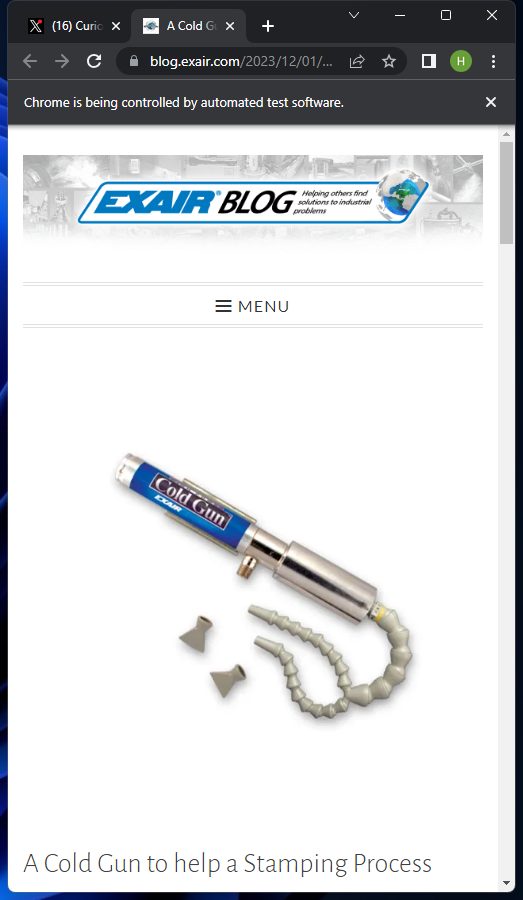 (16) Curio
A Cold G
blog.exair.com/2023/12/01/...
H
Chrome is being controlled by automated test software.
EXAIR® BLOG
Helping others find
solutions to industrial
problems
MENU
Cold Gun
EXAIR
A Cold Gun to help a Stamping Process